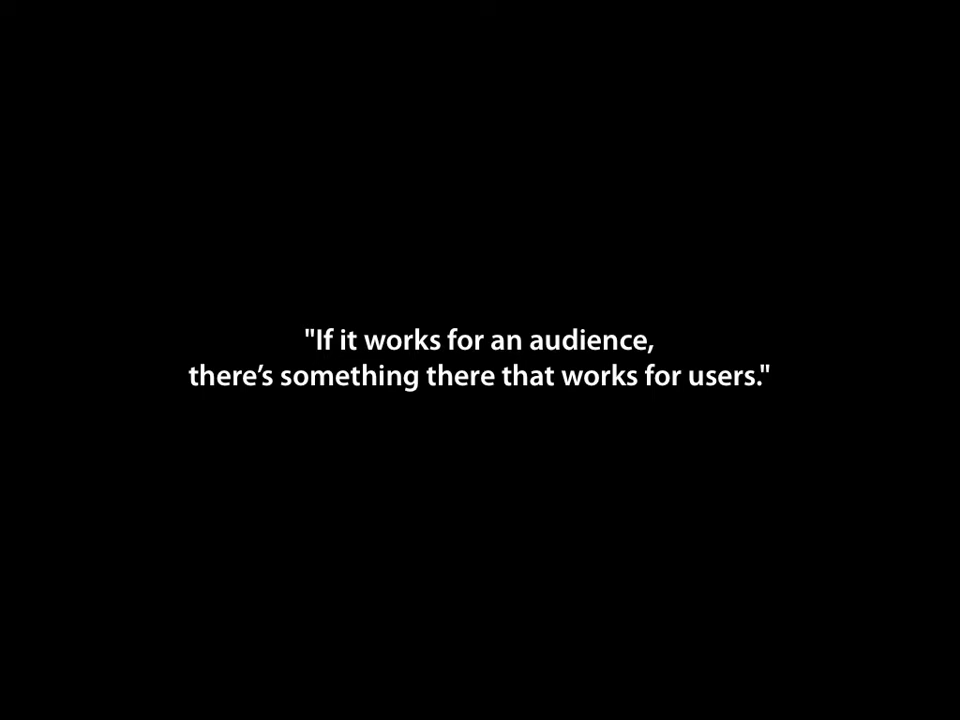 "If it works for an audience,
there’s something there that works for users."